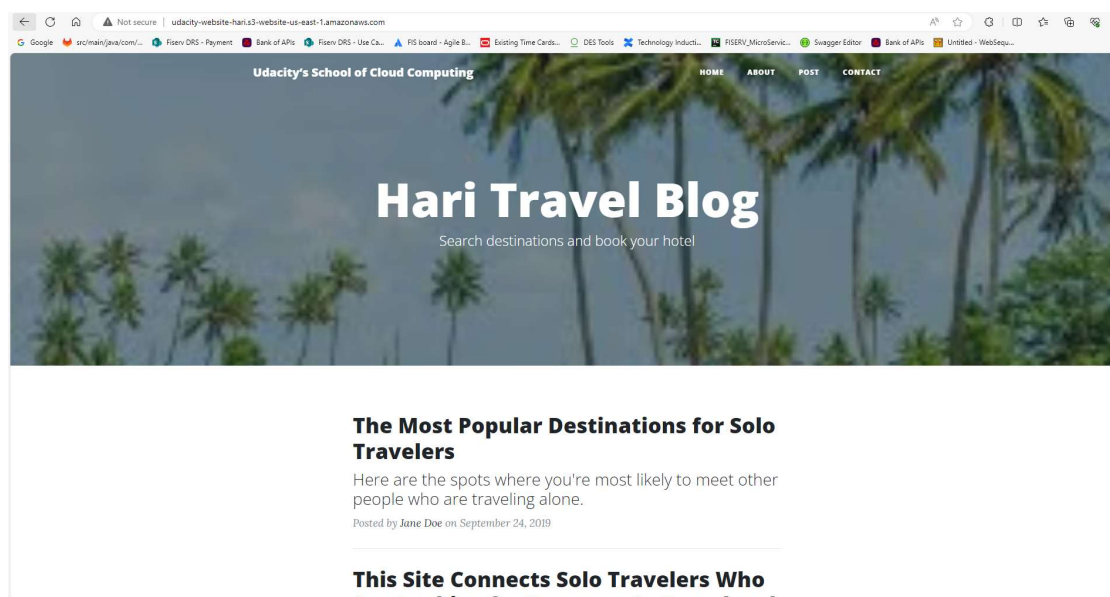 Not secure | udacity-website-hari.s3-website-us-east-1.amazonaws.com
Google src/main/java/com/... Fiserv DRS - Payment Bank of APIs Fiserv DRS - Use Ca... FIS board - Agile B... Existing Time Cards... DES Tools Technology Inducti... FISERV_MicroServic... Swagger Editor Bank of APIs Untitled - WebSequ...
Udacity's School of Cloud Computing HOME ABOUT POST CONTACT
Hari Travel Blog
Search destinations and book your hotel
The Most Popular Destinations for Solo
Travelers
Here are the spots where you're most likely to meet other
people who are traveling alone.
Posted by Jane Doe on September 24, 2019
This Site Connects Solo Travelers Who